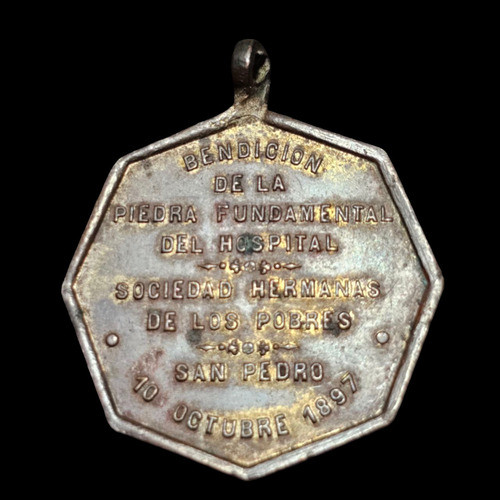 BENDICION
DE LA
PIEDRA FUNDAMENTAL
DEL HOSPITAL
SOCIEDAD HERMANAS
DE LOS POBRES
SAN PEDRO
10 OCTUBRE 1897